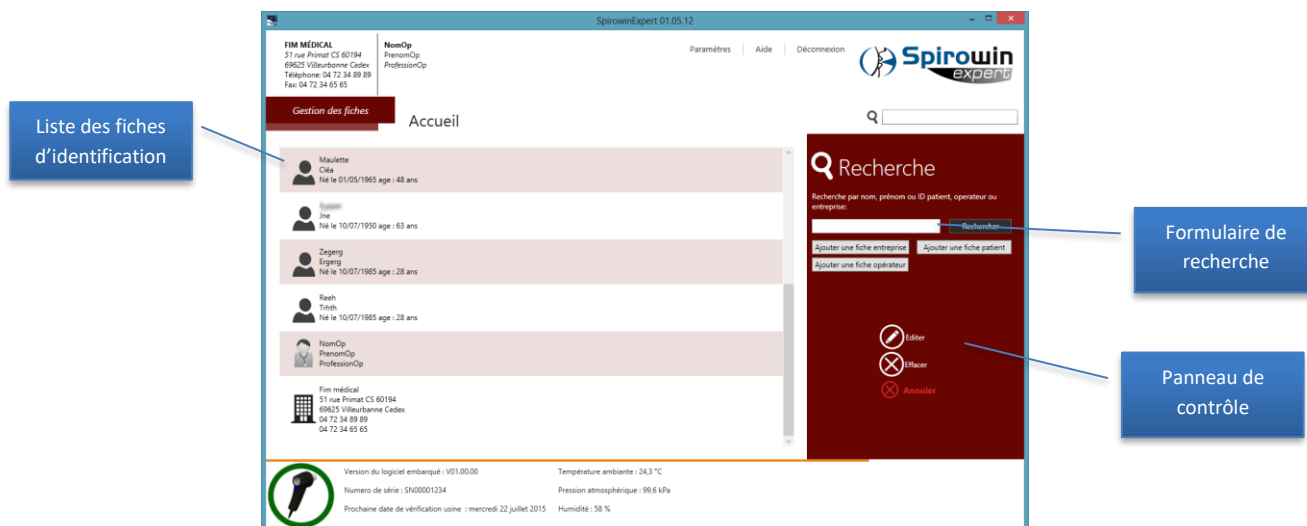 SpirowinExpert 01.05.12
FIM MÉDICAL
51 rue Primat CS 60194
69625 Villeurbanne Cedex
Téléphone: 04 72 34 89 89
Fax: 04 72 34 65 65
NomOp
PrenomOp
ProfessionOp
Paramètres
Aide
Déconnexion
Spirowin
expert
Gestion des fiches
Accueil
Liste des fiches
d'identification
Maulette
Cléa
Né le 01/05/1965 age : 48 ans
Jne
Né le 10/07/1950 age : 63 ans
Zegerg
Ergerg
Né le 10/07/1985 age : 28 ans
Reeh
Trhth
Né le 10/07/1985 age : 28 ans
NomOp
PrenomOp
ProfessionOp
Fim médical
51 rue Primat CS 60194
69625 Villeurbanne Cedex
04 72 34 89 89
04 72 34 65 65
Recherche
Recherche par nom, prénom ou ID patient, operateur ou
entreprise:
Rechercher
Ajouter une fiche entreprise
Ajouter une fiche patient
Ajouter une fiche opérateur
Editer
Effacer
Annuler
Formulaire de
recherche
Panneau de
contrôle
Version du logiciel embarqué : V01.00.00
Numero de série : SN00001234
Prochaine date de vérification usine : mercredi 22 juillet 2015
Température ambiante : 24,3 °C
Pression atmosphérique : 99,6 kPa
Humidité : 58 %